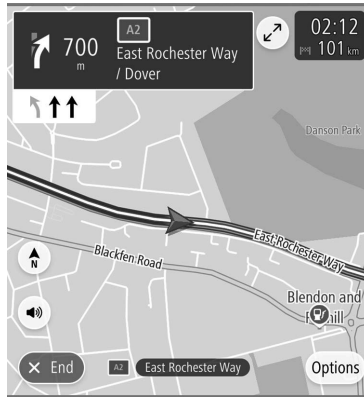 700
m
A2
East Rochester Way
/ Dover
02:12
101 km
Danson Park
East Rochester Way
Blackfen Road
N
Blendon and
End
A2
East Rochester Way
Options